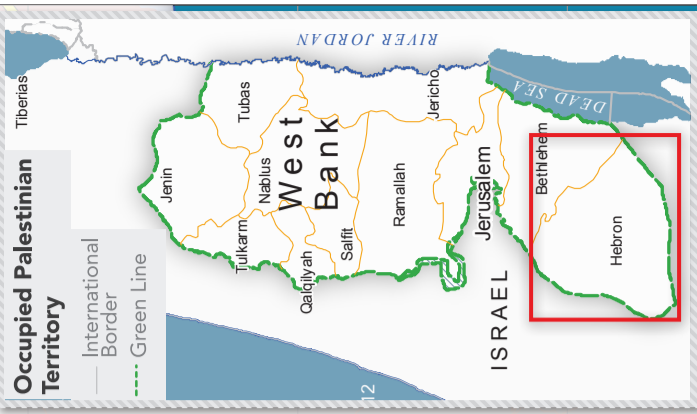 Occupied Palestinian
Territory
International
Border
Green Line
Tiberias
RIVER JORDAN
DEAD SEA
West
Bank
Jenin
Tubas
Nablus
Tulkarm
Qalqilyah
Salfit
Ramallah
Jericho
Jerusalem
Bethlehem
Hebron
ISRAEL
12